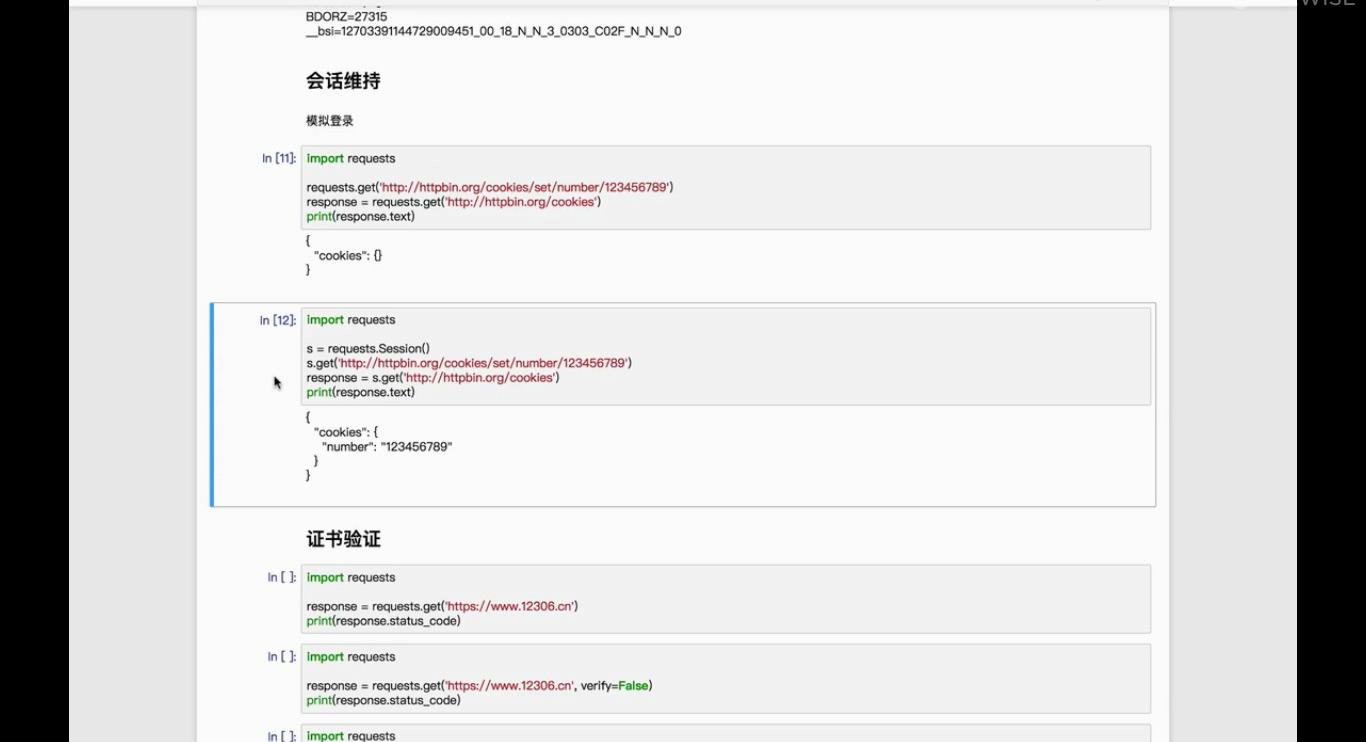 WISE
BDORZ=27315
__bsi=12703391144729009451_00_18_N_N_3_0303_C02F_N_N_N_0
会话维持
模拟登录
In [11]: import requests
requests.get('http://httpbin.org/cookies/set/number/123456789')
response = requests.get('http://httpbin.org/cookies')
print(response.text)
{
"cookies": {}
}
In [12]: import requests
s = requests.Session()
s.get('http://httpbin.org/cookies/set/number/123456789')
response = s.get('http://httpbin.org/cookies')
print(response.text)
{
"cookies": {
"number": "123456789"
}
}
证书验证
In [ ]: import requests
response = requests.get('https://www.12306.cn')
print(response.status_code)
In [ ]: import requests
response = requests.get('https://www.12306.cn', verify=False)
print(response.status_code)
In [ ]: import requests